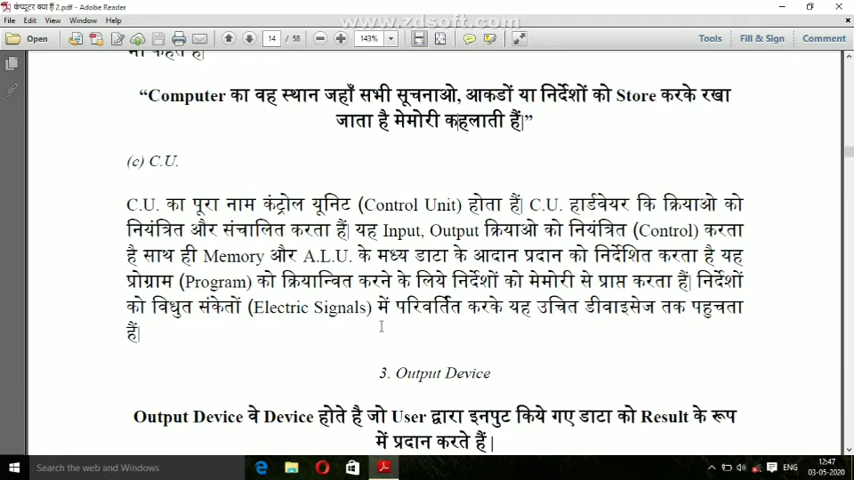 कंप्यूटर क्या हैं 2.pdf - Adobe Reader
www.zdsoft.com
File Edit View Window Help
Open 14 / 58 143% Tools Fill & Sign Comment
“Computer का वह स्थान जहाँ सभी सूचनाओ, आकडों या निर्देशों को Store करके रखा
जाता है मेमोरी कहलाती हैं|”
(c) C.U.
C.U. का पूरा नाम कंट्रोल यूनिट (Control Unit) होता हैं| C.U. हार्डवेयर कि क्रियाओ को
नियंत्रित और संचालित करता हैं| यह Input, Output क्रियाओ को नियंत्रित (Control) करता
है साथ ही Memory और A.L.U. के मध्य डाटा के आदान प्रदान को निर्देशित करता है यह
प्रोग्राम (Program) को क्रियान्वित करने के लिये निर्देशों को मेमोरी से प्राप्त करता हैं| निर्देशों
को विधुत संकेतों (Electric Signals) में परिवर्तित करके यह उचित डीवाइसेज तक पहुचता
हैं|
3. Output Device
Output Device वे Device होते है जो User द्वारा इनपुट किये गए डाटा को Result के रूप
में प्रदान करते हैं |
Search the web and Windows
ENG
12:47
03-05-2020